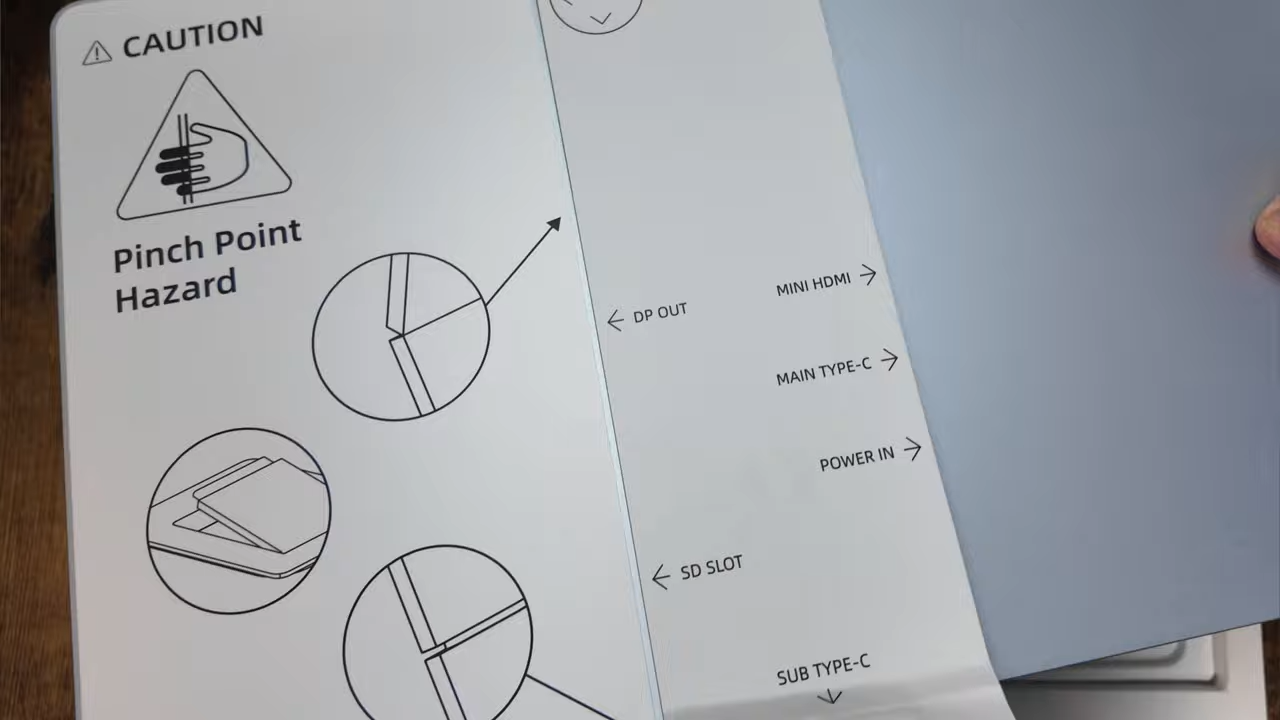 CAUTION
Pinch Point
Hazard
MINI HDMI
DP OUT
MAIN TYPE-C
POWER IN
SD SLOT
SUB TYPE-C